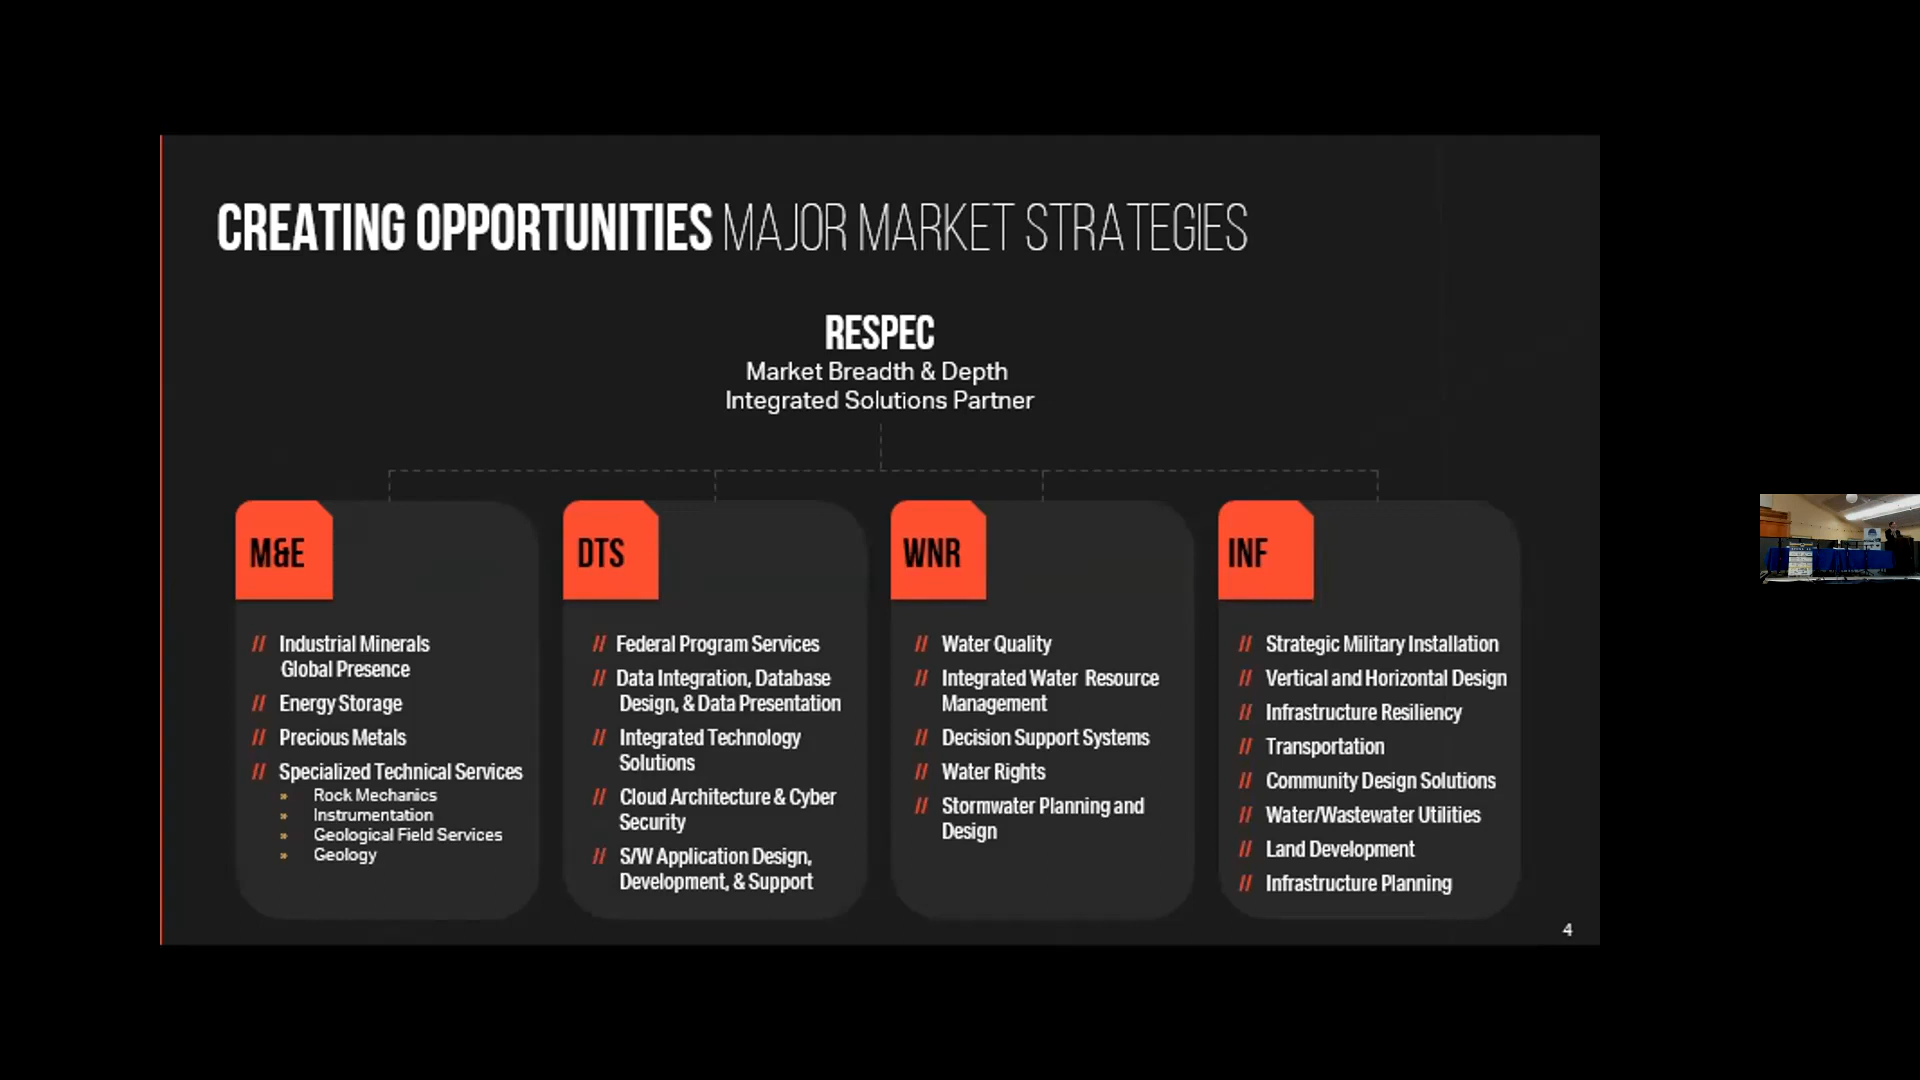 CREATING OPPORTUNITIES MAJOR MARKET STRATEGIES
RESPEC
Market Breadth & Depth
Integrated Solutions Partner
M&E
// Industrial Minerals
Global Presence
// Energy Storage
// Precious Metals
// Specialized Technical Services
» Rock Mechanics
» Instrumentation
» Geological Field Services
» Geology
DTS
// Federal Program Services
// Data Integration, Database
Design, & Data Presentation
// Integrated Technology
Solutions
// Cloud Architecture & Cyber
Security
// S/W Application Design,
Development, & Support
WNR
// Water Quality
// Integrated Water Resource
Management
// Decision Support Systems
// Water Rights
// Stormwater Planning and
Design
INF
// Strategic Military Installation
// Vertical and Horizontal Design
// Infrastructure Resiliency
// Transportation
// Community Design Solutions
// Water/Wastewater Utilities
// Land Development
// Infrastructure Planning
4